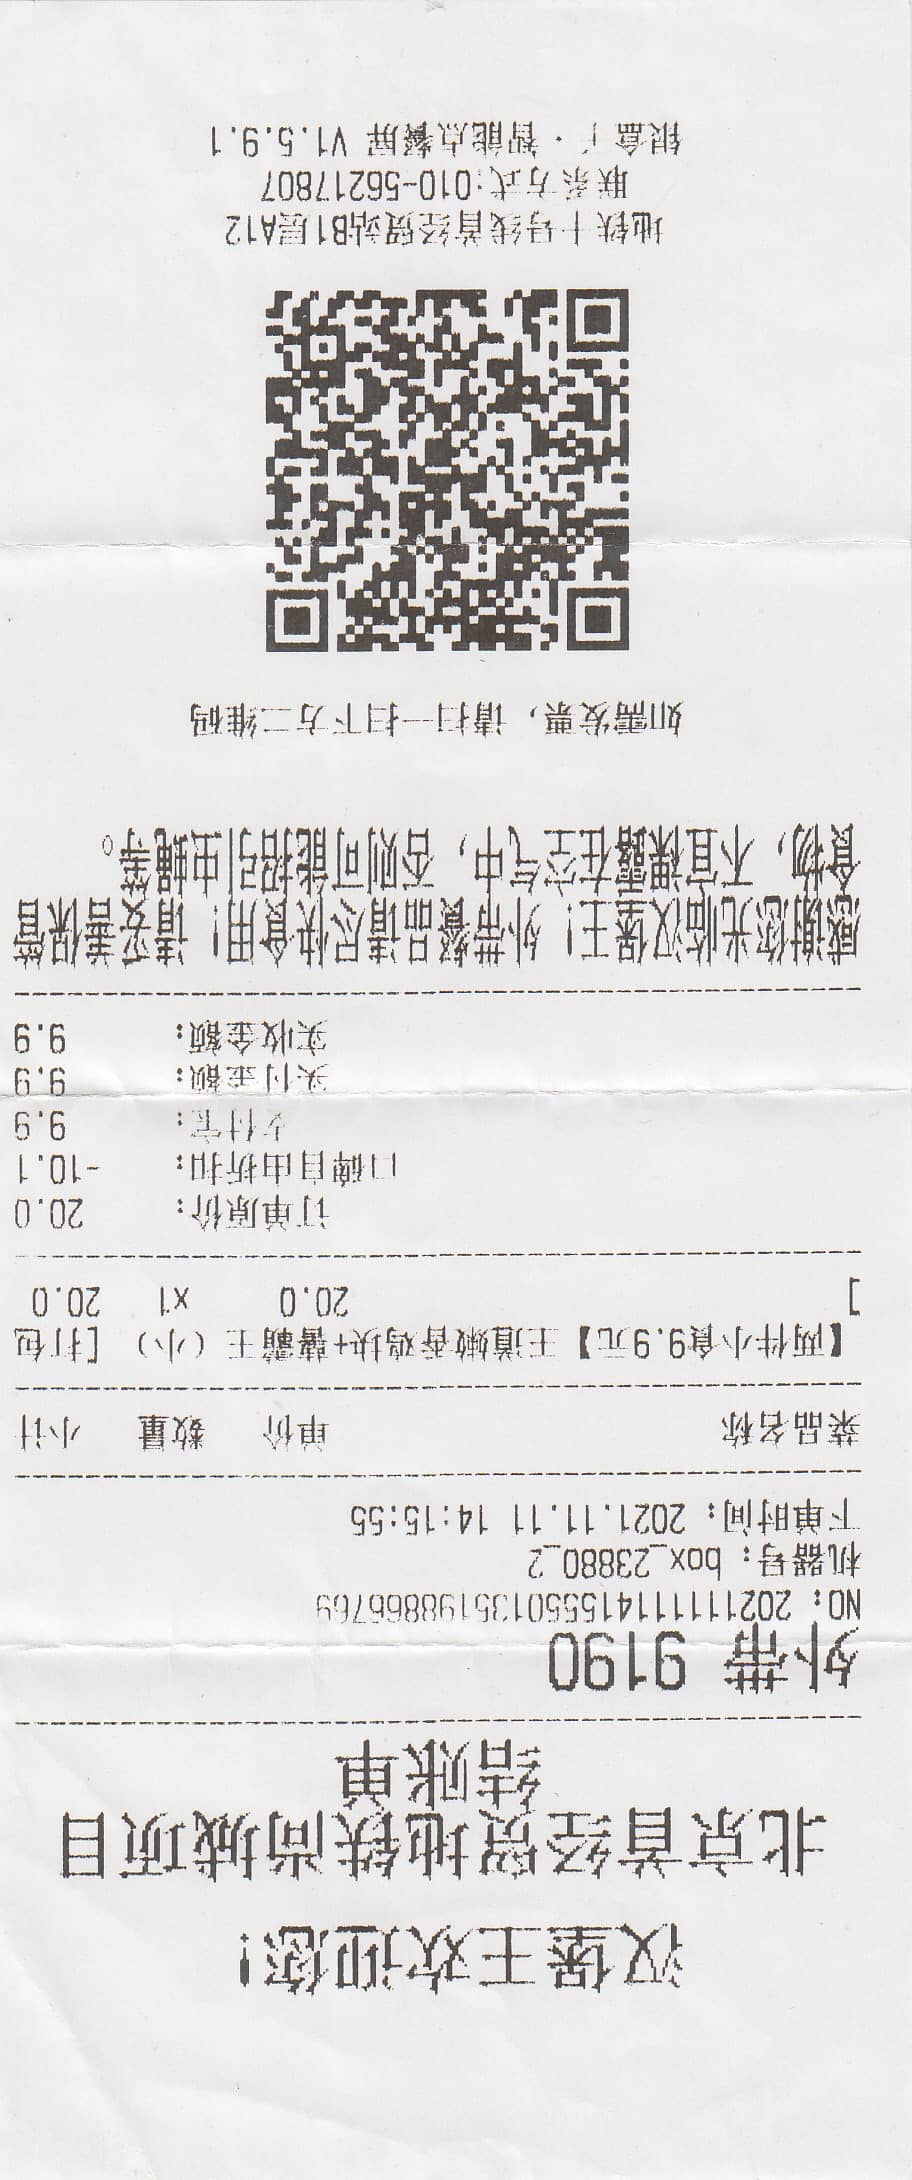 汉堡王欢迎您!
北京首经贸地铁尚城项目
结账单
外带 9190
NO: 2021111114155550135198866769
机器号: box_23880_2
下单时间: 2021.11.11 14:15:55
菜品名称 单价 数量 小计
【两件小食9.9元】王道嫩香鸡块+薯霸王（小） [打包
] 20.0 x1 20.0
订单原价: 20.0
口碑自由折扣: -10.1
支付宝: 9.9
实付金额: 9.9
实收金额: 9.9
感谢您光临汉堡王! 外带餐品请尽快食用! 请妥善保管
食物, 不宜裸露在空气中, 否则可能招引虫蝇等。
如需发票, 请扫一扫下方二维码
地铁十号线首经贸站B1层A12
联系方式:010-56217807
银盒子·智能点餐屏 V1.5.9.1